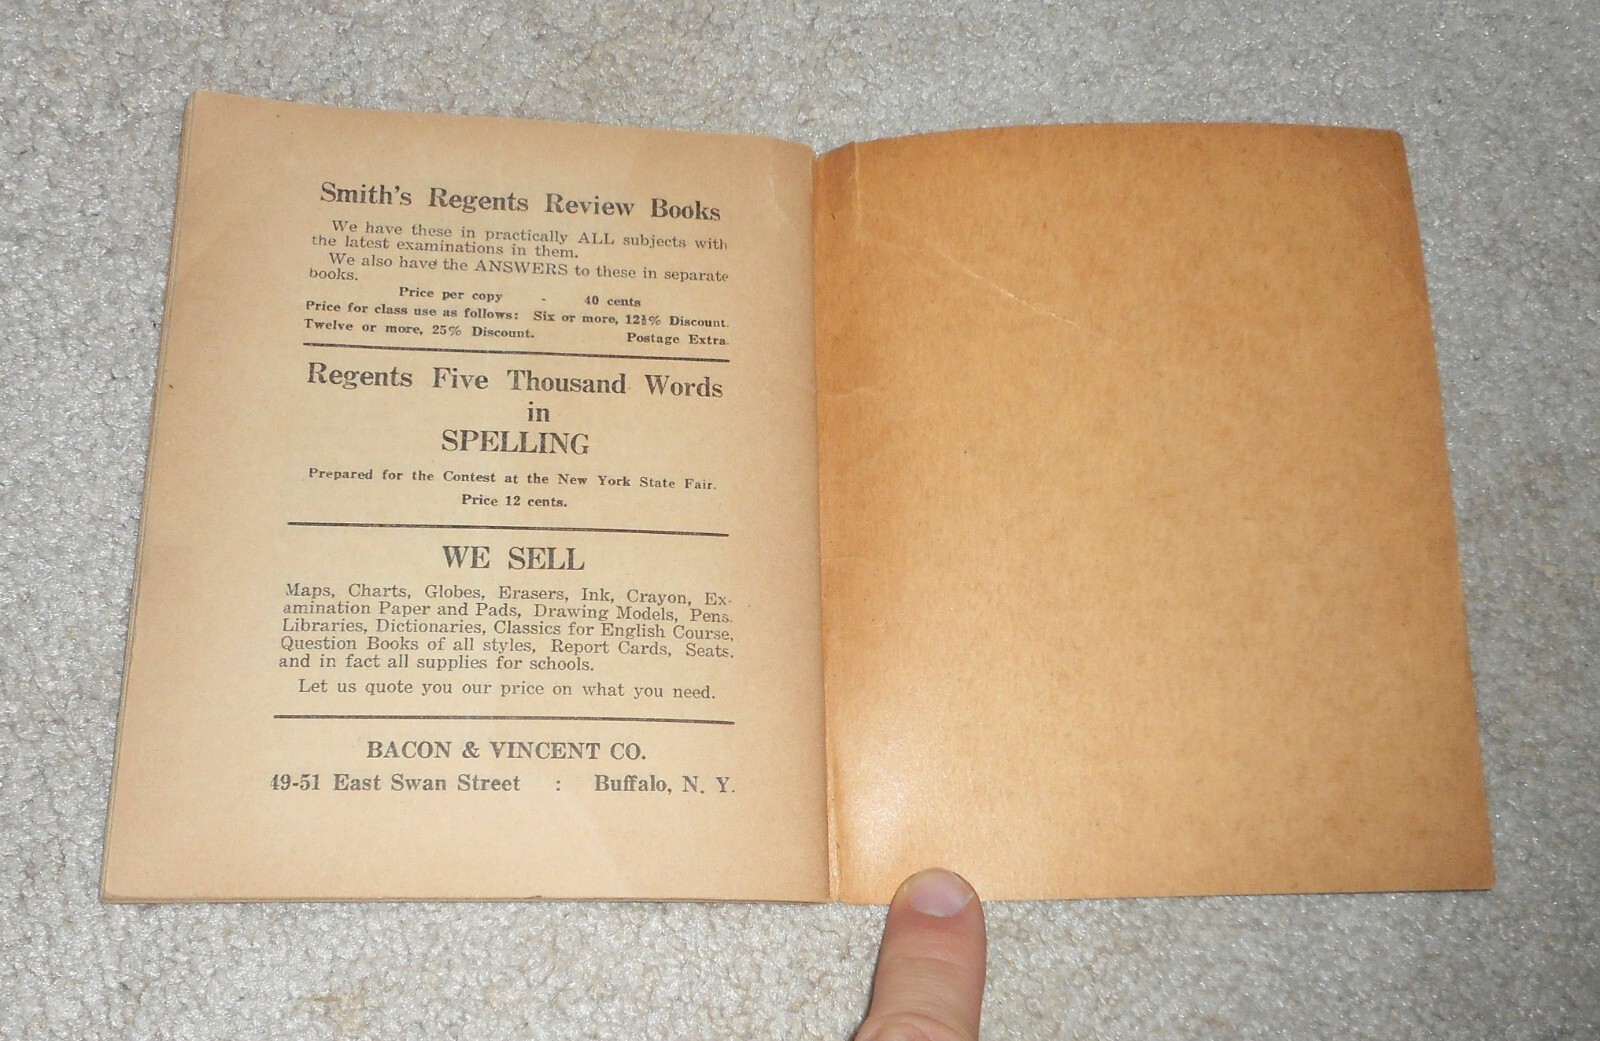 Smith's Regents Review Books
We have these in practically ALL subjects with
the latest examinations in them.
We also have the ANSWERS to these in separate
books.
Price per copy - 40 cents
Price for class use as follows: Six or more, 12½% Discount.
Twelve or more, 25% Discount. Postage Extra.
Regents Five Thousand Words
in
SPELLING
Prepared for the Contest at the New York State Fair.
Price 12 cents.
WE SELL
Maps, Charts, Globes, Erasers, Ink, Crayon, Ex-
amination Paper and Pads, Drawing Models, Pens.
Libraries, Dictionaries, Classics for English Course,
Question Books of all styles, Report Cards, Seats.
and in fact all supplies for schools.
Let us quote you our price on what you need.
BACON & VINCENT CO.
49-51 East Swan Street : Buffalo, N. Y.